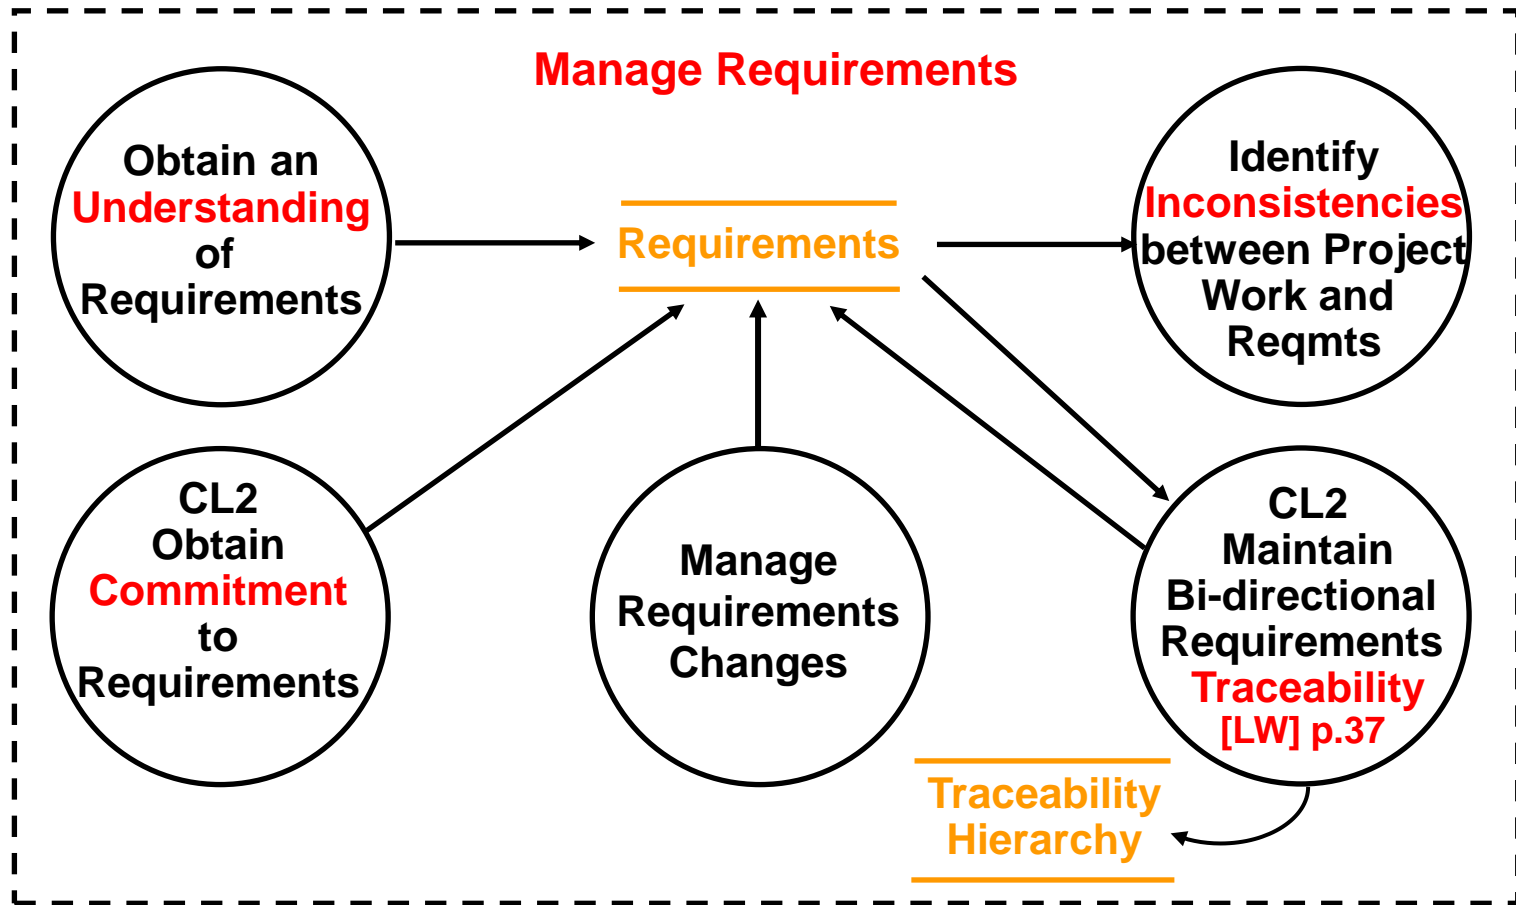 Manage Requirements
Obtain an
Understanding
of
Requirements
Requirements
Identify
Inconsistencies
between Project
Work and
Reqmts
CL2
Obtain
Commitment
to
Requirements
Manage
Requirements
Changes
CL2
Maintain
Bi-directional
Requirements
Traceability
[LW] p.37
Traceability
Hierarchy